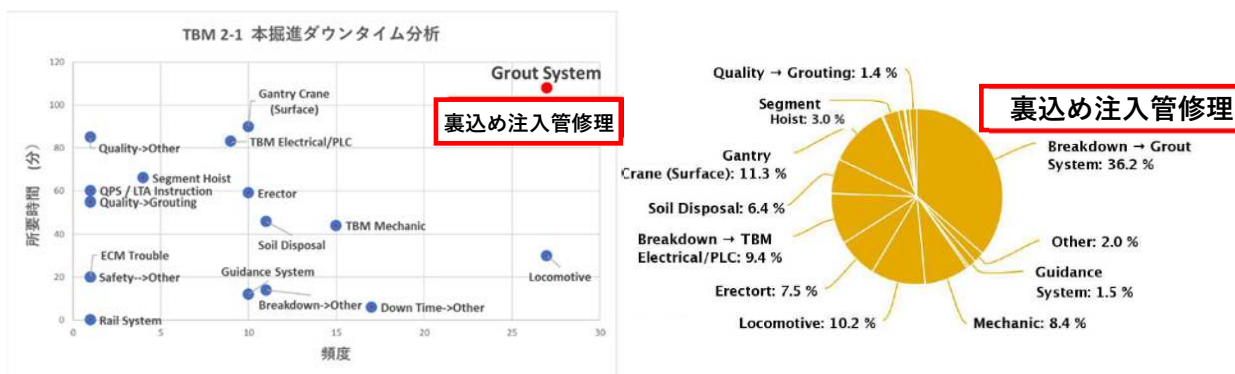 TBM 2-1 本掘進ダウンタイム分析
所要時間 (分)
120
100
80
60
40
20
0
Grout System
裏込め注入管修理
Gantry Crane
(Surface)
TBM Electrical/PLC
Quality->Other
Segment Hoist
QPS / LTA Instruction
Quality->Grouting
Erector
TBM Mechanic
Soil Disposal
ECM Trouble
Safety-->Other
Guidance System
Breakdown->Other
Locomotive
Down Time->Other
Rail System
0
5
10
15
20
25
30
頻度
Quality → Grouting: 1.4 %
裏込め注入管修理
Segment
Hoist: 3.0 %
Breakdown → Grout
System: 36.2 %
Gantry
Crane (Surface): 11.3 %
Soil Disposal: 6.4 %
Breakdown → TBM
Electrical/PLC: 9.4 %
Other: 2.0 %
Guidance
System: 1.5 %
Erectort: 7.5 %
Locomotive: 10.2 %
Mechanic: 8.4 %